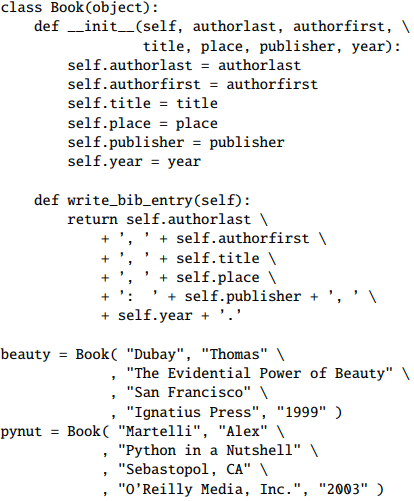 class Book(object):
    def __init__(self, authorlast, authorfirst, \
                 title, place, publisher, year):
        self.authorlast = authorlast
        self.authorfirst = authorfirst
        self.title = title
        self.place = place
        self.publisher = publisher
        self.year = year

    def write_bib_entry(self):
        return self.authorlast \
            + ’, ’ + self.authorfirst \
            + ’, ’ + self.title \
            + ’, ’ + self.place \
            + ’:  ’ + self.publisher + ’, ’ \
            + self.year + ’.’

beauty = Book( "Dubay", "Thomas" \
             , "The Evidential Power of Beauty" \
             , "San Francisco" \
             , "Ignatius Press", "1999" )
pynut = Book( "Martelli", "Alex" \
            , "Python in a Nutshell" \
            , "Sebastopol, CA" \
            , "O’Reilly Media, Inc.", "2003" )